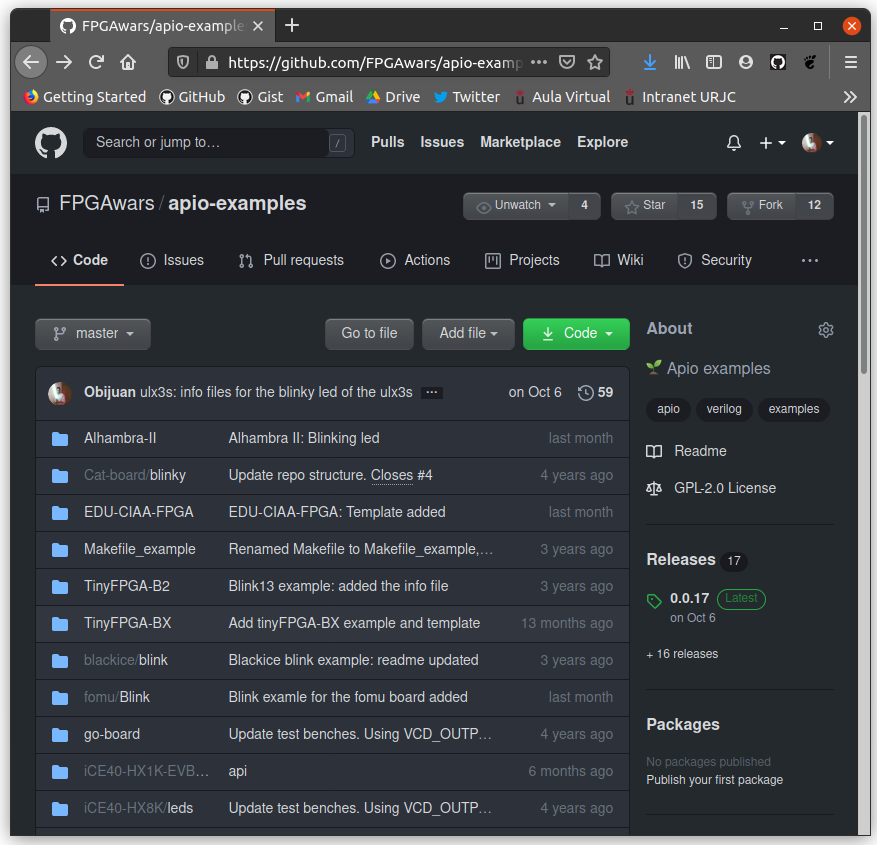 FPGAwars/apio-example
https://github.com/FPGAwars/apio-examp
Getting Started GitHub Gist Gmail Drive Twitter Aula Virtual Intranet URJC
Search or jump to… / Pulls Issues Marketplace Explore
FPGAwars / apio-examples Unwatch 4 Star 15 Fork 12
Code Issues Pull requests Actions Projects Wiki Security ...
master Go to file Add file Code
Obijuan ulx3s: info files for the blinky led of the ulx3s ... on Oct 6 59
Alhambra-II Alhambra II: Blinking led last month
Cat-board/blinky Update repo structure. Closes #4 4 years ago
EDU-CIAA-FPGA EDU-CIAA-FPGA: Template added last month
Makefile_example Renamed Makefile to Makefile_example,… 3 years ago
TinyFPGA-B2 Blink13 example: added the info file 3 years ago
TinyFPGA-BX Add tinyFPGA-BX example and template 13 months ago
blackice/blink Blackice blink example: readme updated 3 years ago
fomu/Blink Blink examle for the fomu board added last month
go-board Update test benches. Using VCD_OUTP… 4 years ago
iCE40-HX1K-EVB… api 6 months ago
iCE40-HX8K/leds Update test benches. Using VCD_OUTP… 4 years ago
About
Apio examples
apio verilog examples
Readme
GPL-2.0 License
Releases 17
0.0.17 Latest
on Oct 6
+ 16 releases
Packages
No packages published
Publish your first package